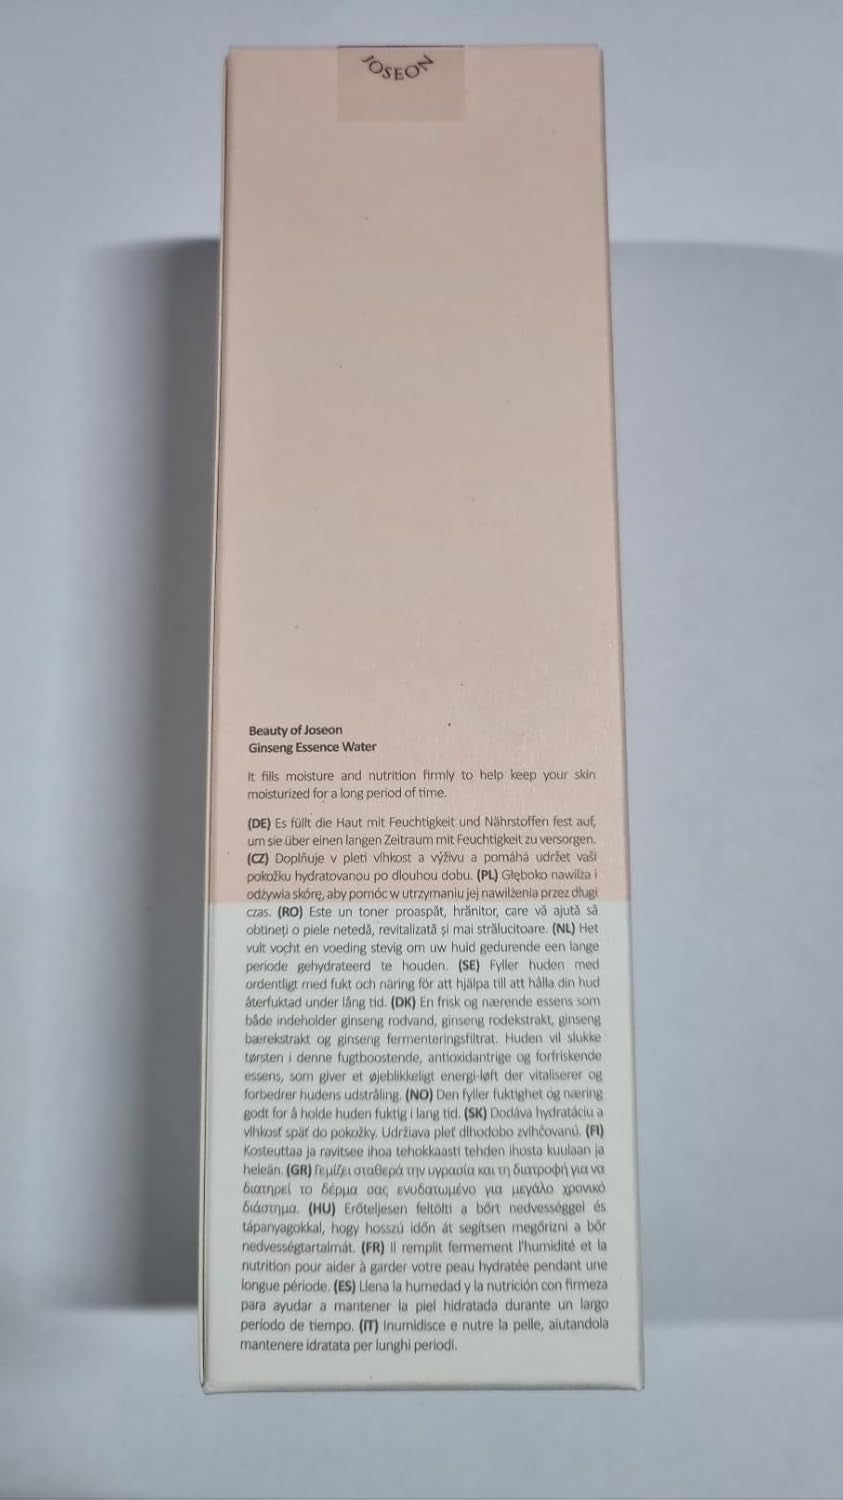 JOSEON
Beauty of Joseon
Ginseng Essence Water
It fills moisture and nutrition firmly to help keep your skin
moisturized for a long period of time.
(DE) Es füllt die Haut mit Feuchtigkeit und Nährstoffen fest auf,
um sie über einen langen Zeitraum mit Feuchtigkeit zu versorgen.
(CZ) Doplňuje v pleti vlhkost a výživu a pomáhá udržet vaši
pokožku hydratovanou po dlouhou dobu. (PL) Głęboko nawilża i
odżywia skórę, aby pomóc w utrzymaniu jej nawilżenia przez długi
czas. (RO) Este un toner proaspăt, hrănitor, care vă ajută să
obtineți o piele netedă, revitalizată și mai strălucitoare. (NL) Het
vult vocht en voeding stevig om uw huid gedurende een lange
periode gehydrateerd te houden. (SE) Fyller huden med
ordentligt med fukt och näring för att hjälpa till att hålla din hud
återfuktad under lång tid. (DK) En frisk og nærende essens som
både indeholder ginseng rodvand, ginseng rodekstrakt, ginseng
bærekstrakt og ginseng fermenteringsfiltrat. Huden vil slukke
tørsten i denne fugtboostende, antioxidantrige og forfriskende
essens, som giver et øjeblikkeligt energi-løft der vitaliserer og
forbedrer hudens udstråling. (NO) Den fyller fuktighet og næring
godt for å holde huden fuktig i lang tid. (SK) Dodáva hydratáciu a
vlhkosť späť do pokožky. Udržiava pleť dlhodobo zvlhčovanú. (FI)
Kosteuttaa ja ravitsee ihoa tehokkaasti tehden ihosta kuulaan ja
heleän. (GR) Γεμίζει σταθερά την υγρασία και τη διατροφή για να
διατηρεί το δέρμα σας ενυδατωμένο για μεγάλο χρονικό
διάστημα. (HU) Erőteljesen feltölti a bőrt nedvességgel és
tápanyagokkal, hogy hosszú időn át segítsen megőrizni a bőr
nedvességtartalmát. (FR) Il remplit fermement l'humidité et la
nutrition pour aider à garder votre peau hydratée pendant une
longue période. (ES) Llena la humedad y la nutrición con firmeza
para ayudar a mantener la piel hidratada durante un largo
período de tiempo. (IT) Inumidisce e nutre la pelle, aiutandola
mantenere idratata per lunghi periodi.